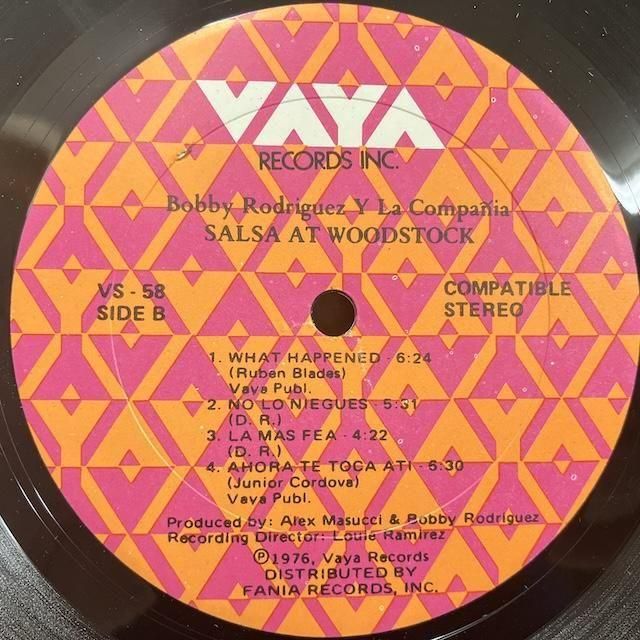 VAYA
RECORDS INC.
Bobby Rodriguez Y La Compañia
SALSA AT WOODSTOCK
VS - 58
SIDE B
COMPATIBLE
STEREO
1. WHAT HAPPENED - 6:24
(Ruben Blades)
Vaya Publ.
2. NO LO NIEGUES - 5:31
(D. R.)
3. LA MAS FEA - 4:22
(D. R.)
4. AHORA TE TOCA ATI - 6:30
(Junior Cordova)
Vaya Publ.
Produced by: Alex Masucci & Bobby Rodriguez
Recording Director: Louie Ramirez
℗1976, Vaya Records
DISTRIBUTED BY
FANIA RECORDS, INC.